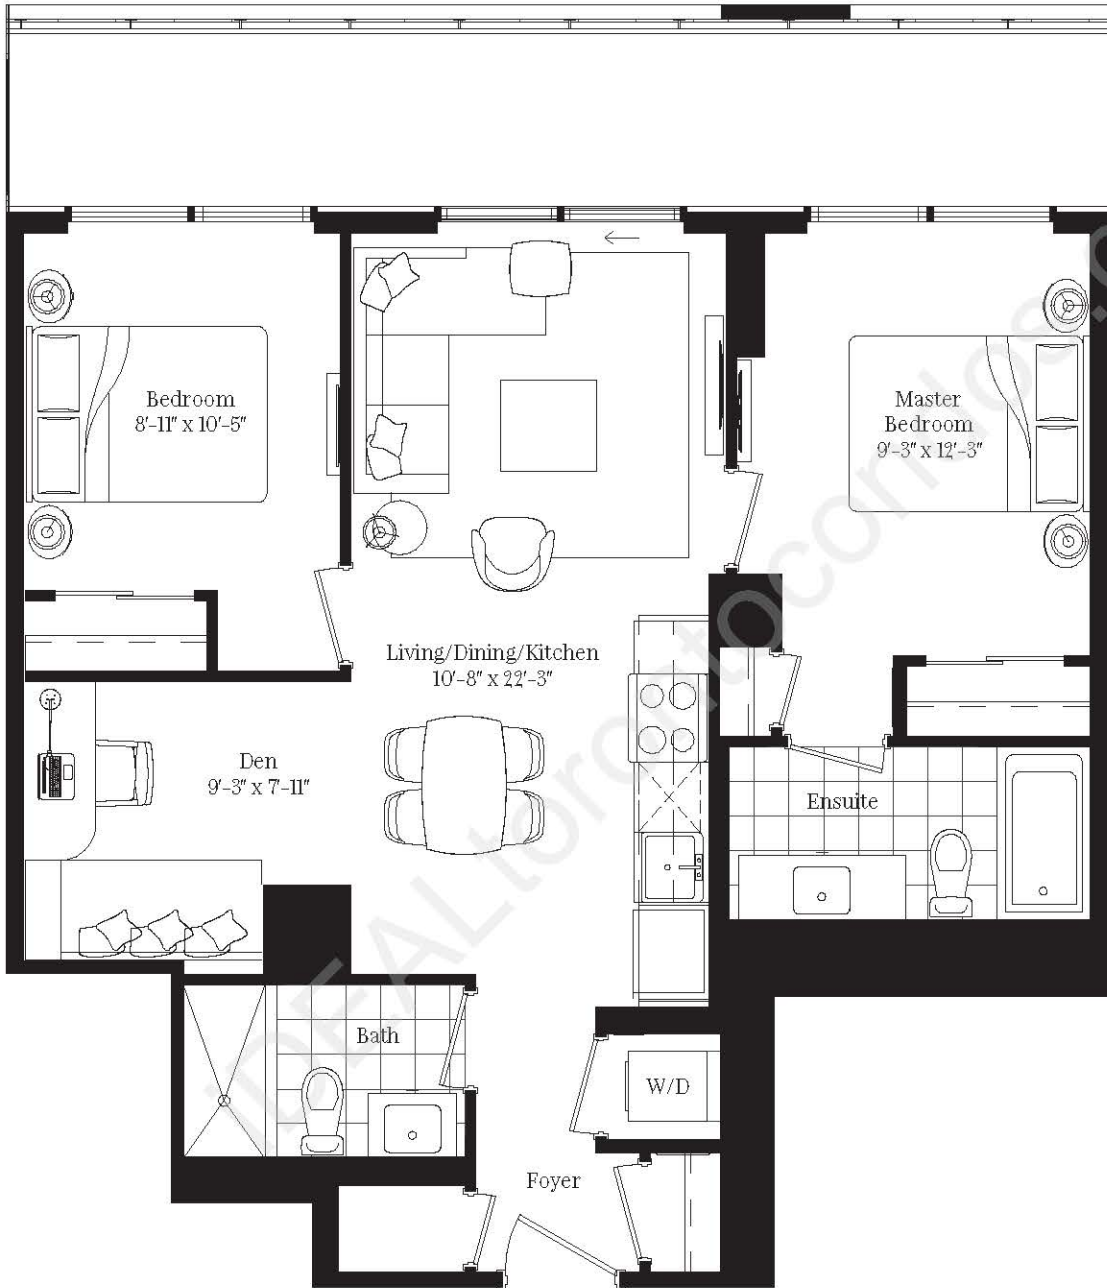 Bedroom
8'-11" x 10'-5"
Master
Bedroom
9'-3" x 12'-3"
Living/Dining/Kitchen
10'-8" x 22'-3"
Den
9'-3" x 7'-11"
Ensuite
Bath
W/D
Foyer
IDEALtorontocondos.c